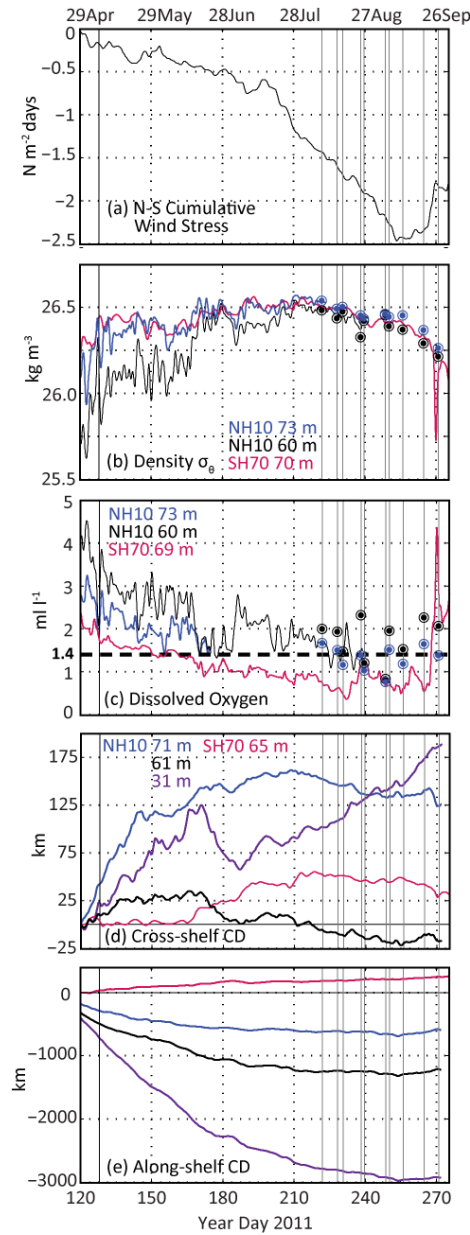 29Apr 29May 28Jun 28Jul 27Aug 26Sep
0
−0.5
−1
−1.5
−2
−2.5
N m-2 days
(a) N-S Cumulative
Wind Stress
26.5
26.0
25.5
kg m-3
NH10 73 m
NH10 60 m
SH70 70 m
(b) Density σθ
5
4
3
2
1.4
1
0
ml l-1
NH10 73 m
NH10 60 m
SH70 69 m
(c) Dissolved Oxygen
175
125
75
25
−25
km
NH10 71 m SH70 65 m
61 m
31 m
(d) Cross-shelf CD
0
−1000
−2000
−3000
km
(e) Along-shelf CD
120 150 180 210 240 270
Year Day 2011